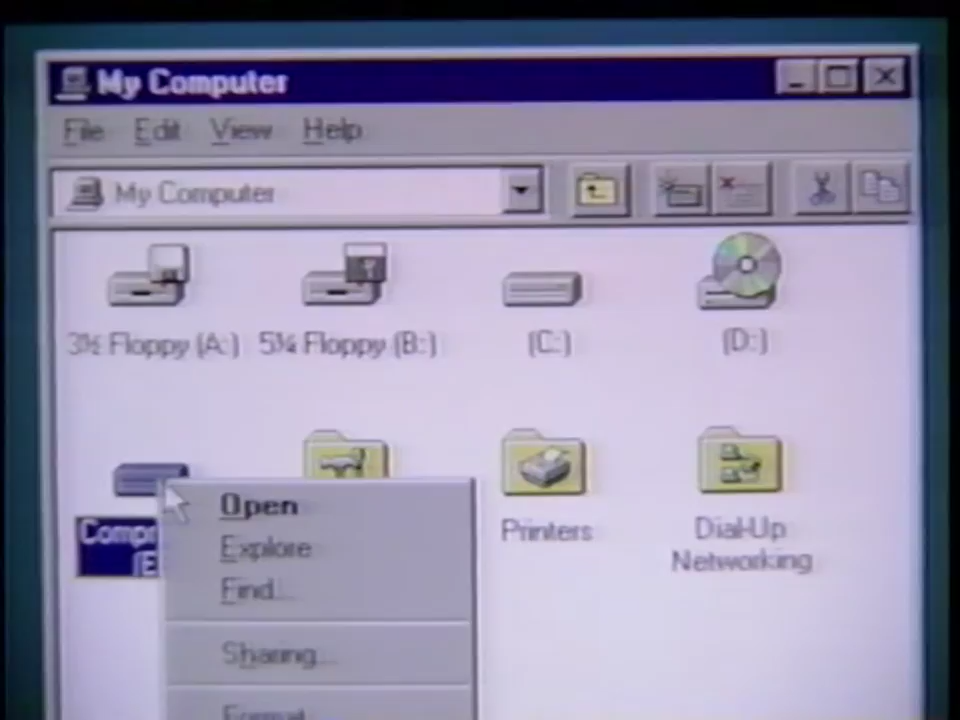 My Computer
File Edit View Help
My Computer
3½ Floppy (A:) 5¼ Floppy (B:) (C:) (D:)
Open
Explore
Find...
Printers
Dial-Up
Networking
Sharing...
Format...